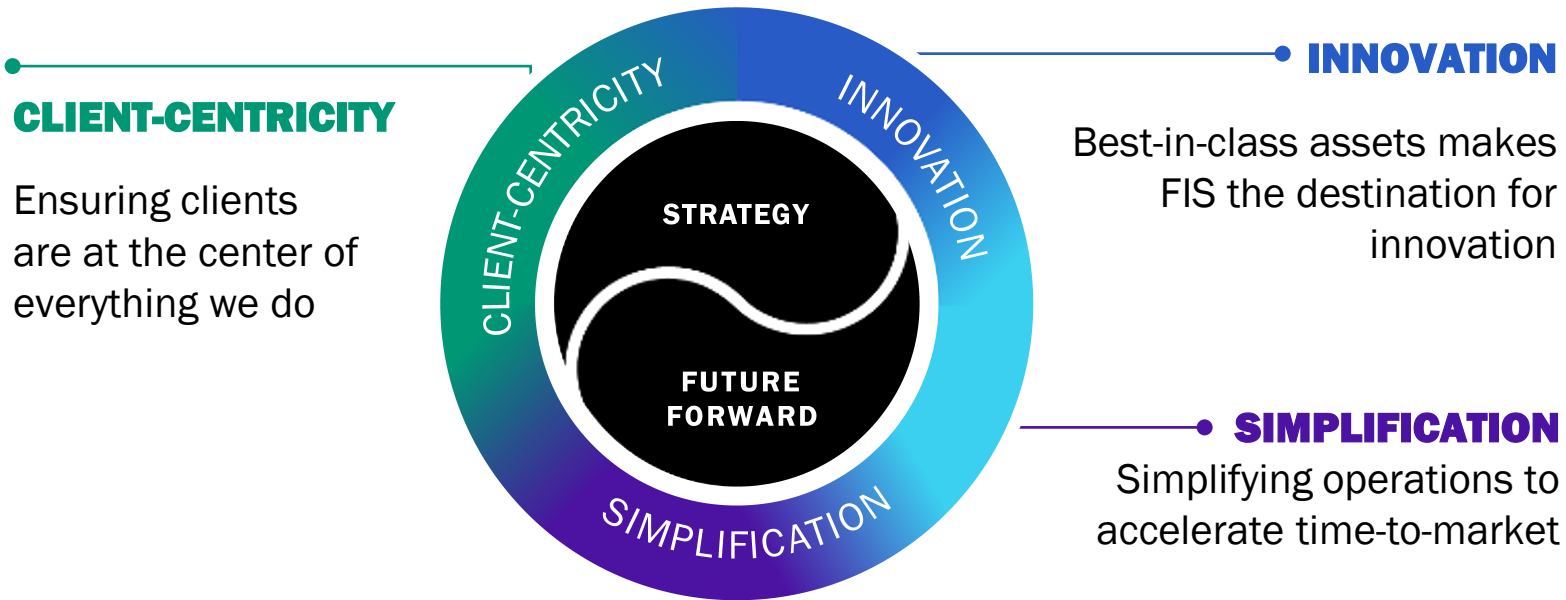 CLIENT-CENTRICITY
Ensuring clients
are at the center of
everything we do
CLIENT-CENTRICITY
INNOVATION
SIMPLIFICATION
STRATEGY
FUTURE
FORWARD
INNOVATION
Best-in-class assets makes
FIS the destination for
innovation
SIMPLIFICATION
Simplifying operations to
accelerate time-to-market